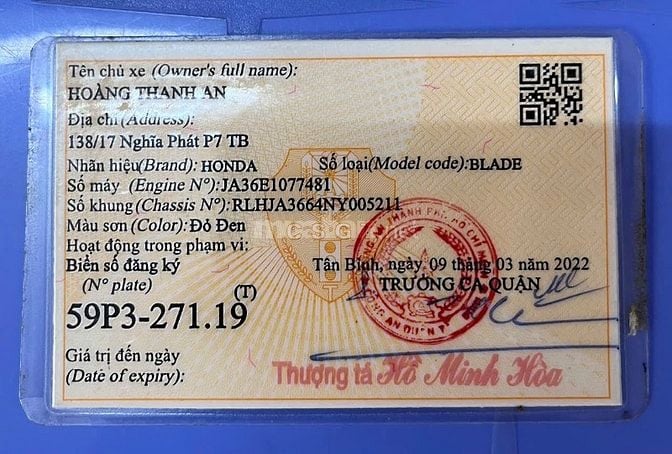 Tên chủ xe (Owner's full name):
HOÀNG THANH AN
Địa chỉ (Address):
138/17 Nghĩa Phát P7 TB
Nhãn hiệu(Brand): HONDA Số loại(Model code):BLADE
Số máy (Engine Nº):JA36E1077481
Số khung (Chassis Nº):RLHJA3664NY005211
Màu sơn (Color): Đỏ Đen
Hoạt động trong phạm vi:
Biển số đăng ký
(Nº plate)
Tân Bình, ngày 09 tháng 03 năm 2022
TRƯỞNG CA QUẬN
59P3-271.19 (T)
Giá trị đến ngày
(Date of expiry):
Thượng tá Hồ Minh Hòa